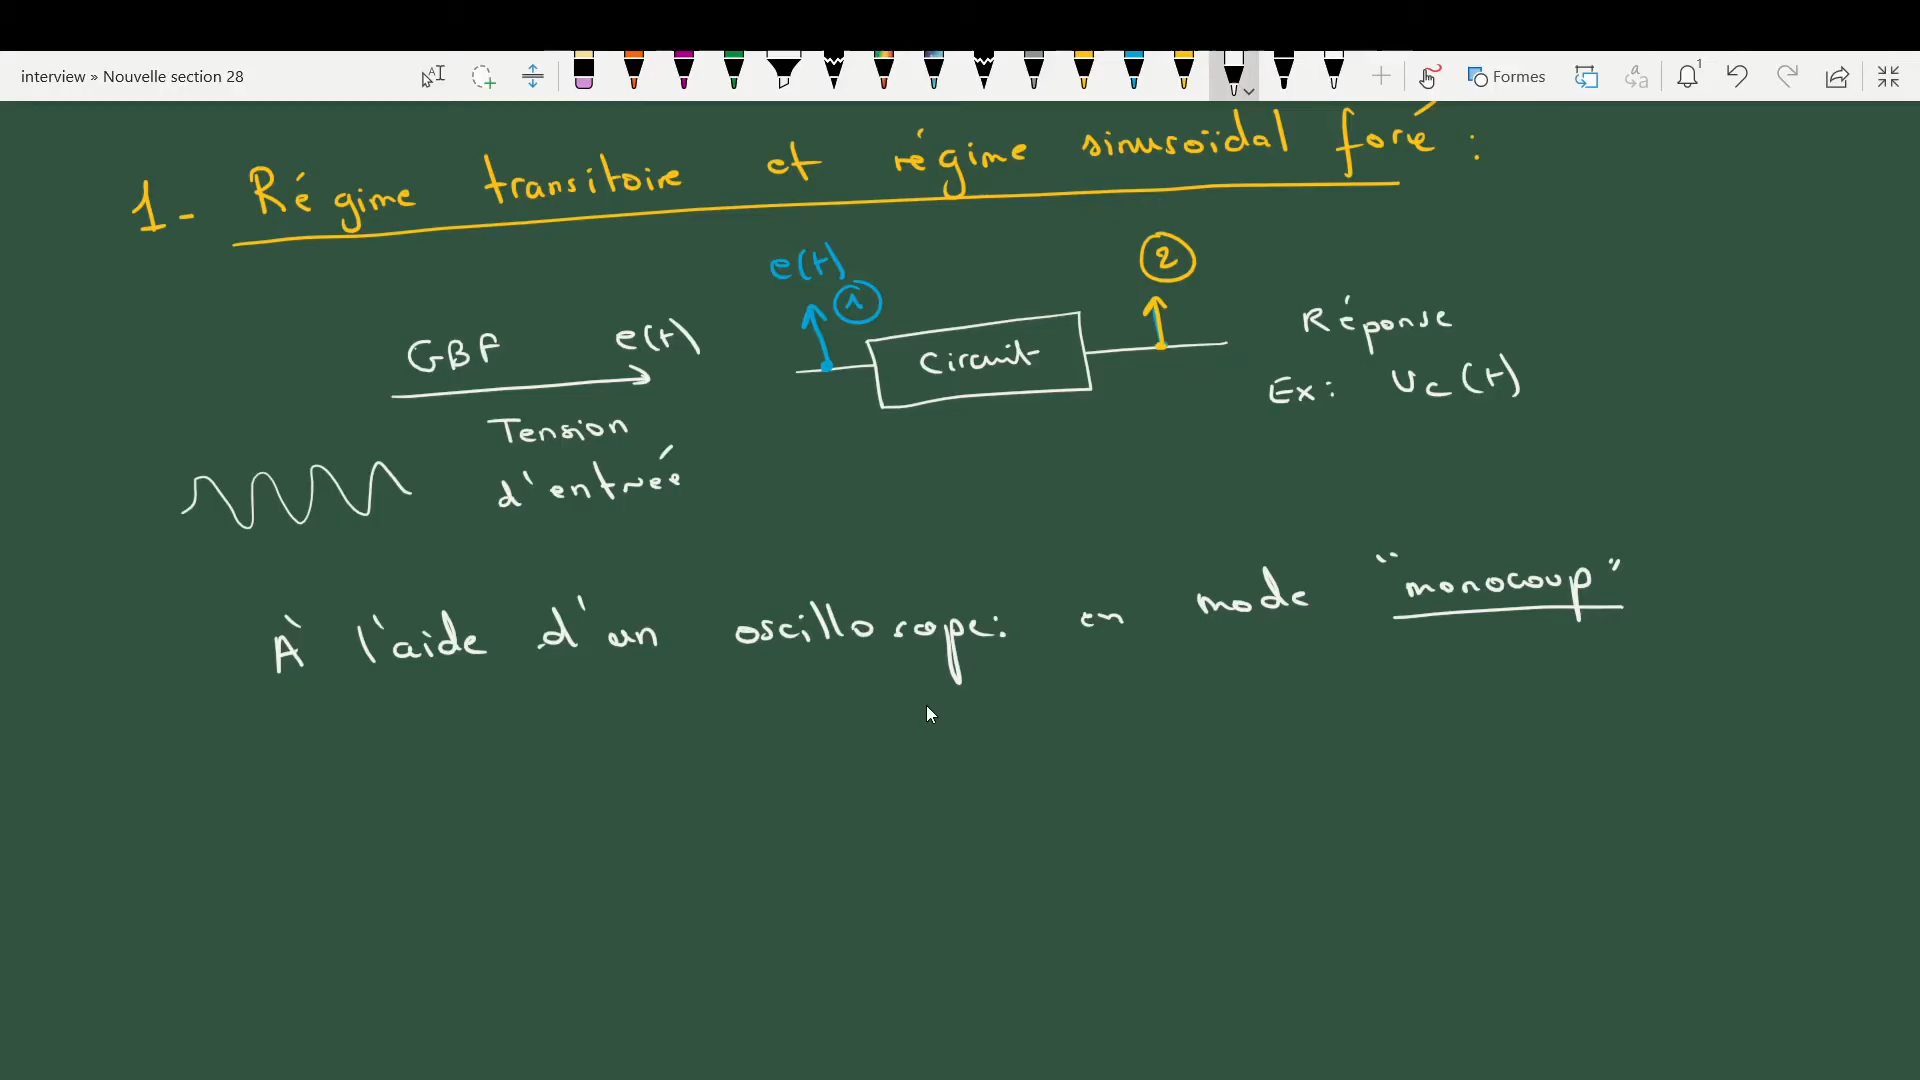 interview » Nouvelle section 28
Formes
1
1- Régime transitoire et régime sinusoïdal forcé :
e(t)
1
2
GBF e(t)
Circuit
Réponse
Ex: Uc(t)
Tension
d'entrée
À l'aide d'un oscilloscope: en mode "monocoup"